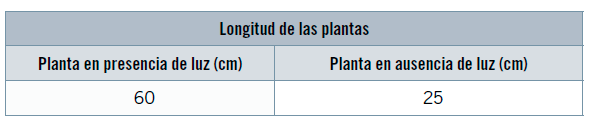 Longitud de las plantas
Planta en presencia de luz (cm) Planta en ausencia de luz (cm)
60 25